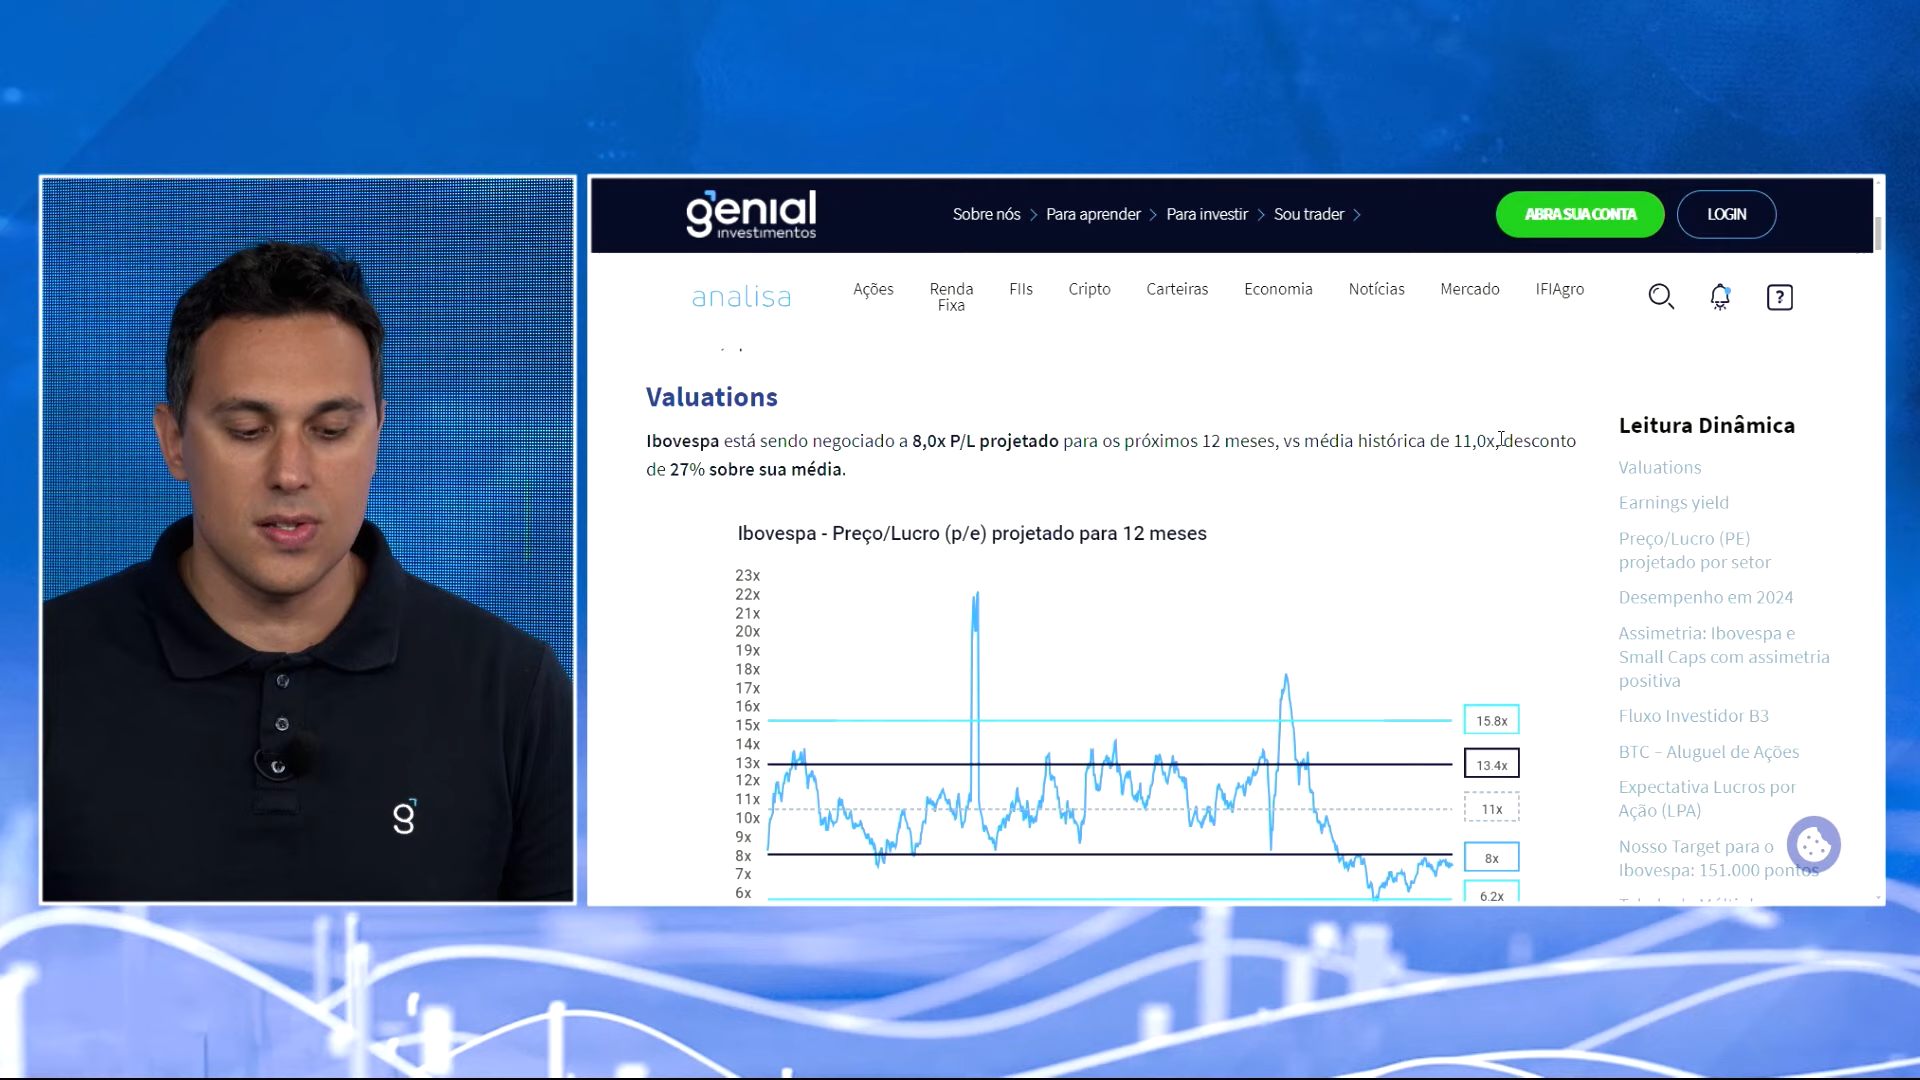 genial
investimentos
Sobre nós
Para aprender
Para investir
Sou trader
ABRA SUA CONTA
LOGIN
analisa
Ações
Renda
Fixa
FIIs
Cripto
Carteiras
Economia
Notícias
Mercado
IFIAgro
?
Valuations
Ibovespa está sendo negociado a 8,0x P/L projetado para os próximos 12 meses, vs média histórica de 11,0x, desconto
de 27% sobre sua média.
Ibovespa - Preço/Lucro (p/e) projetado para 12 meses
23x
22x
21x
20x
19x
18x
17x
16x
15x
14x
13x
12x
11x
10x
9x
8x
7x
6x
15.8x
13.4x
11x
8x
6.2x
Leitura Dinâmica
Valuations
Earnings yield
Preço/Lucro (PE)
projetado por setor
Desempenho em 2024
Assimetria: Ibovespa e
Small Caps com assimetria
positiva
Fluxo Investidor B3
BTC – Aluguel de Ações
Expectativa Lucros por
Ação (LPA)
Nosso Target para o
Ibovespa: 151.000 pontos
g